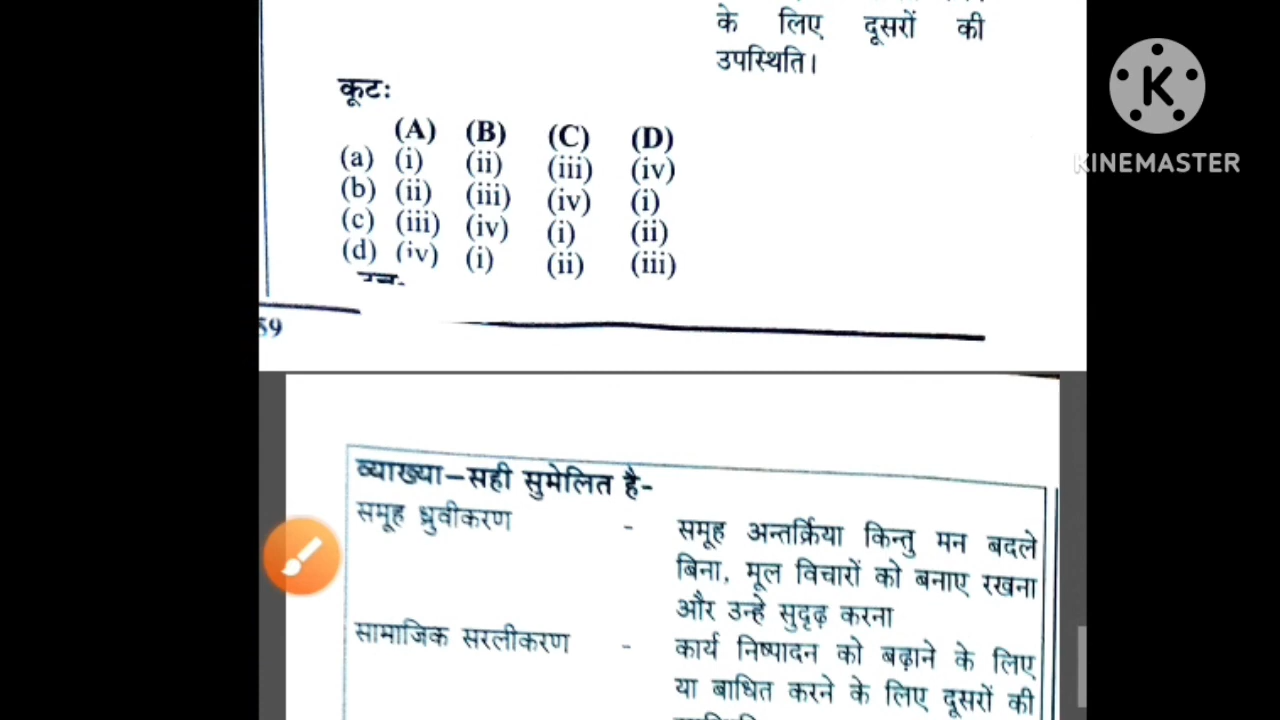 के लिए दूसरों की
उपस्थिति।
कूटः
(A) (B) (C) (D)
(a) (i) (ii) (iii) (iv)
(b) (ii) (iii) (iv) (i)
(c) (iii) (iv) (i) (ii)
(d) (iv) (i) (ii) (iii)
59
K
KINEMASTER
व्याख्या–सही सुमेलित है-
समूह ध्रुवीकरण - समूह अन्तर्क्रिया किन्तु मन बदले
बिना, मूल विचारों को बनाए रखना
और उन्हे सुदृढ़ करना
सामाजिक सरलीकरण - कार्य निष्पादन को बढ़ाने के लिए
या बाधित करने के लिए दूसरों की